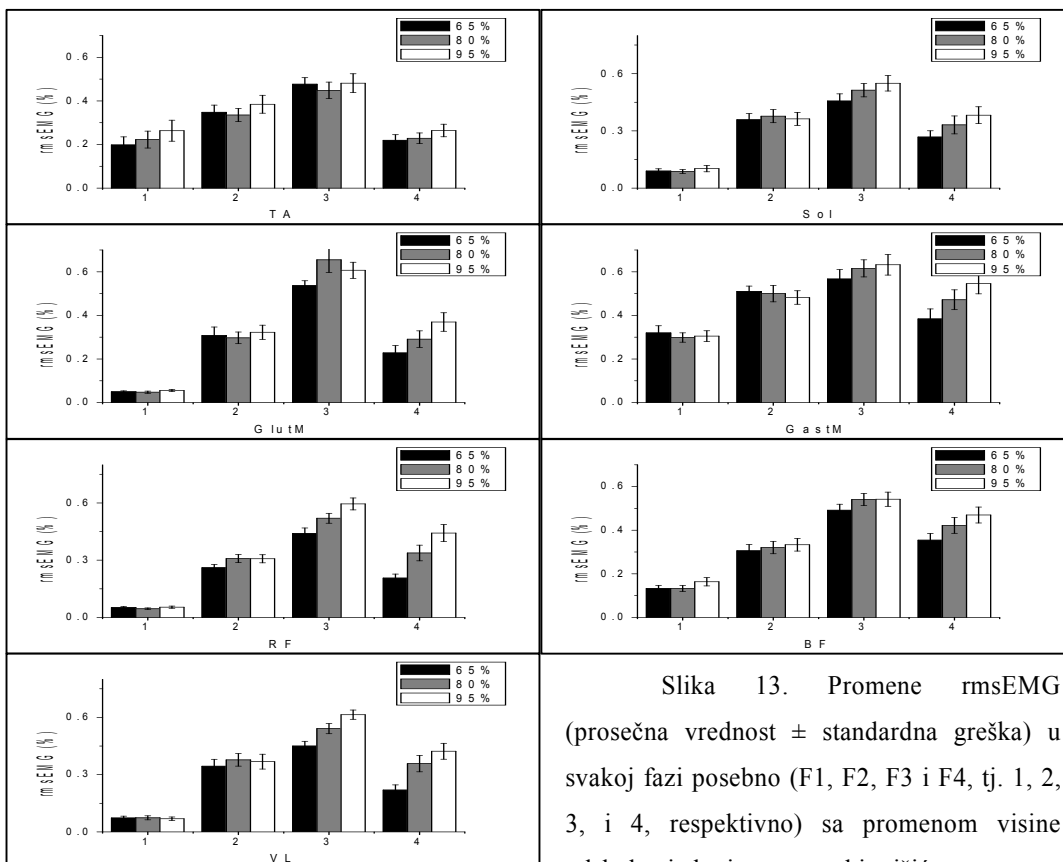 65%
80%
95%
rmsEMG (%)
0.6
0.4
0.2
0.0
1 2 3 4
TA
65%
80%
95%
rmsEMG (%)
0.6
0.3
0.0
1 2 3 4
Sol
65%
80%
95%
rmsEMG (%)
0.6
0.4
0.2
0.0
1 2 3 4
GlutM
65%
80%
95%
rmsEMG (%)
0.6
0.4
0.2
0.0
1 2 3 4
GastM
65%
80%
95%
rmsEMG (%)
0.6
0.3
0.0
1 2 3 4
RF
65%
80%
95%
rmsEMG (%)
0.6
0.4
0.2
0.0
1 2 3 4
BF
65%
80%
95%
rmsEMG (%)
0.6
0.3
0.0
1 2 3 4
VL
Slika 13. Promene rmsEMG
(prosečna vrednost ± standardna greška) u
svakoj fazi posebno (F1, F2, F3 i F4, tj. 1, 2,
3, i 4, respektivno) sa promenom visine